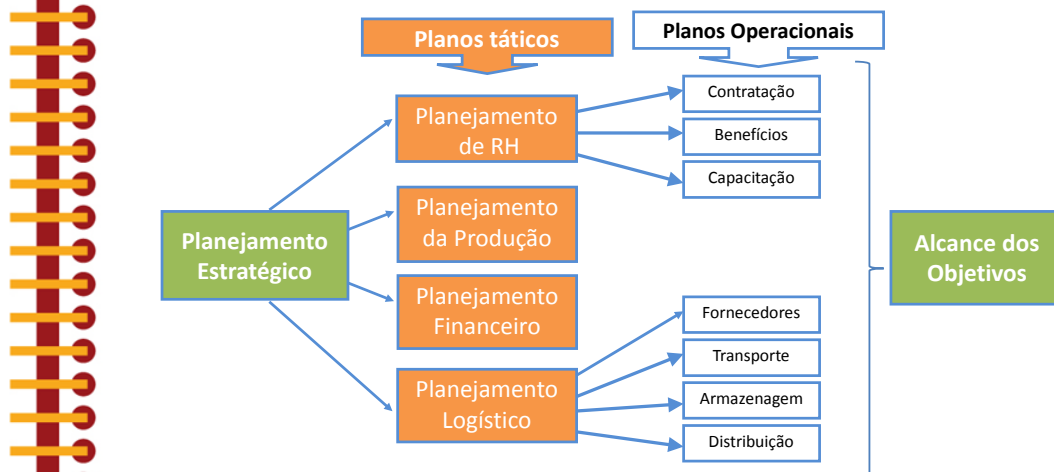 Planos táticos
Planos Operacionais
Planejamento
de RH
Contratação
Benefícios
Capacitação
Planejamento
da Produção
Planejamento
Estratégico
Alcance dos
Objetivos
Planejamento
Financeiro
Fornecedores
Transporte
Planejamento
Logístico
Armazenagem
Distribuição